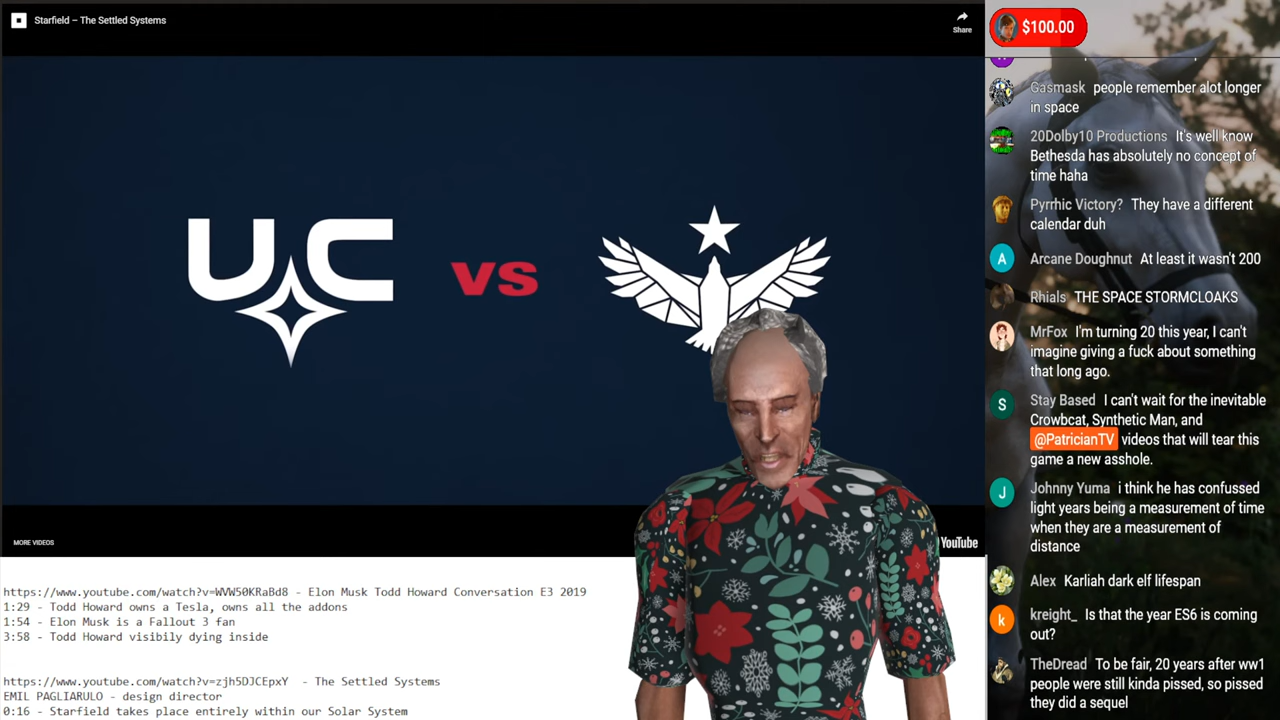 Starfield – The Settled Systems
Share
UC
VS
MORE VIDEOS
YouTube
https://www.youtube.com/watch?v=WVW50KRaBd8 - Elon Musk Todd Howard Conversation E3 2019
1:29 - Todd Howard owns a Tesla, owns all the addons
1:54 - Elon Musk is a Fallout 3 fan
3:58 - Todd Howard visibily dying inside
https://www.youtube.com/watch?v=zjh5DJCEpxY - The Settled Systems
EMIL PAGLIARULO - design director
0:16 - Starfield takes place entirely within our Solar System
$100.00
Gasmask people remember alot longer
in space
20Dolby10 Productions It's well know
Bethesda has absolutely no concept of
time haha
Pyrrhic Victory? They have a different
calendar duh
A
Arcane Doughnut At least it wasn't 200
Rhials THE SPACE STORMCLOAKS
MrFox I'm turning 20 this year, I can't
imagine giving a fuck about something
that long ago.
S
Stay Based I can't wait for the inevitable
Crowbcat, Synthetic Man, and
@PatricianTV videos that will tear this
game a new asshole.
J
Johnny Yuma i think he has confussed
light years being a measurement of time
when they are a measurement of
distance
Alex Karliah dark elf lifespan
k
kreight_ Is that the year ES6 is coming
out?
TheDread To be fair, 20 years after ww1
people were still kinda pissed, so pissed
they did a sequel